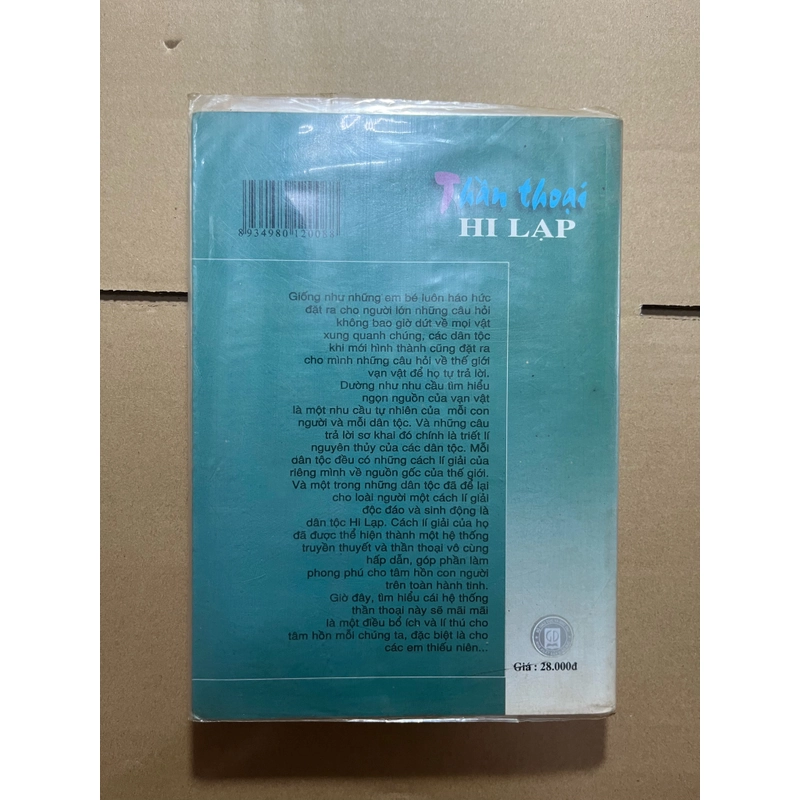 Thần thoại
HI LẠP
Giống như những em bé luôn háo hức
đặt ra cho người lớn những câu hỏi
không bao giờ dứt về mọi vật
xung quanh chúng, các dân tộc
khi mới hình thành cũng đặt ra
cho mình những câu hỏi về thế giới
vạn vật để họ tự trả lời.
Dường như nhu cầu tìm hiểu
ngọn nguồn của vạn vật
là một nhu cầu tự nhiên của mỗi con
người và mỗi dân tộc. Và những câu
trả lời sơ khai đó chính là triết lí
nguyên thủy của các dân tộc. Mỗi
dân tộc đều có những cách lí giải của
riêng mình về nguồn gốc của thế giới.
Và một trong những dân tộc đã để lại
cho loài người một cách lí giải
độc đáo và sinh động là
dân tộc Hi Lạp. Cách lí giải của họ
đã được thể hiện thành một hệ thống
truyền thuyết và thần thoại vô cùng
hấp dẫn, góp phần làm
phong phú cho tâm hồn con người
trên toàn hành tinh.
Giờ đây, tìm hiểu cái hệ thống
thần thoại này sẽ mãi mãi
là một điều bổ ích và lí thú cho
tâm hồn mỗi chúng ta, đặc biệt là cho
các em thiếu niên...
Giá : 28.000đ